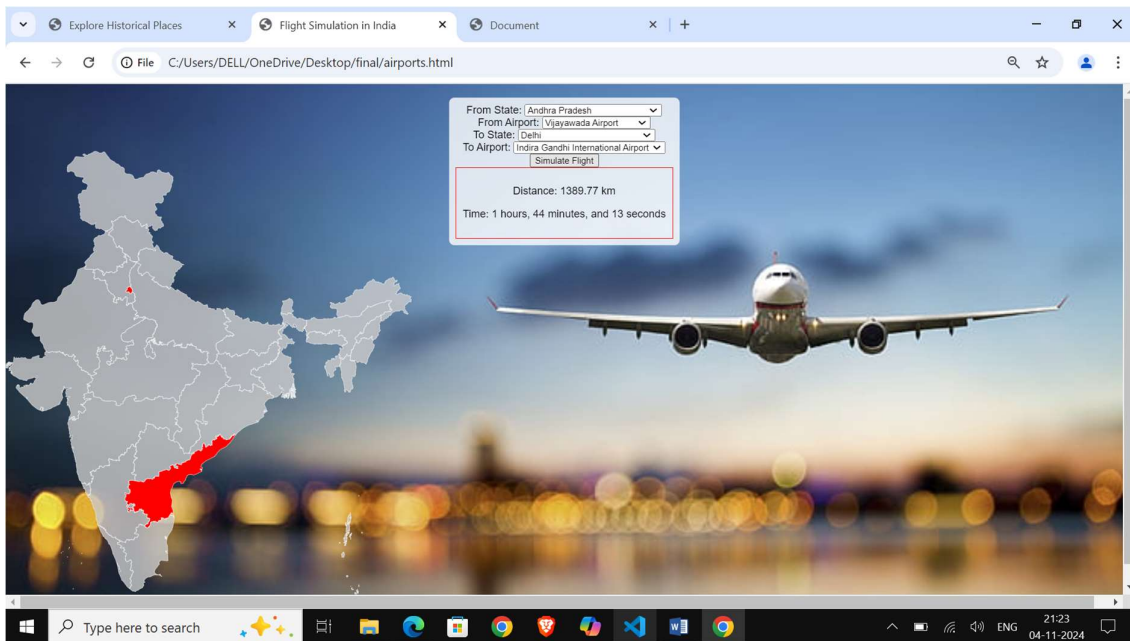 Explore Historical Places
Flight Simulation in India
Document
File C:/Users/DELL/OneDrive/Desktop/final/airports.html
From State: Andhra Pradesh
From Airport: Vijayawada Airport
To State: Delhi
To Airport: Indira Gandhi International Airport
Simulate Flight
Distance: 1389.77 km
Time: 1 hours, 44 minutes, and 13 seconds
Type here to search
ENG
21:23
04-11-2024